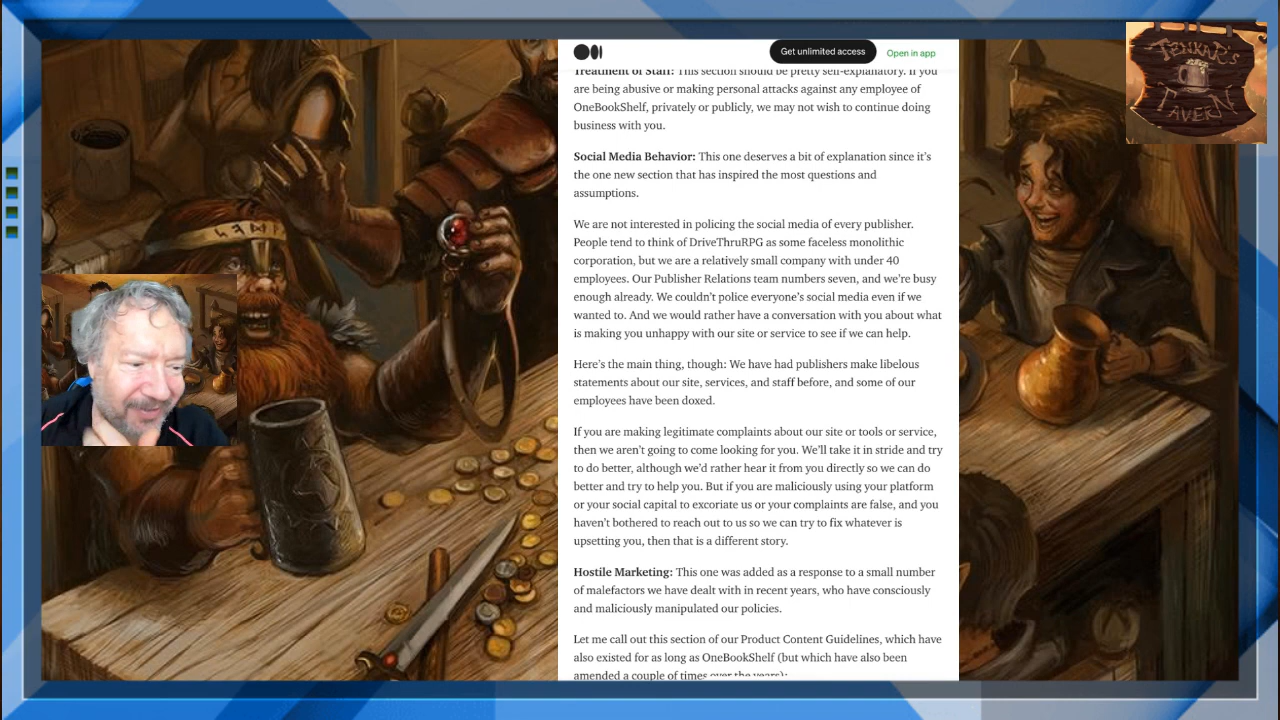 Get unlimited access
Open in app
Treatment of Staff: This section should be pretty self-explanatory. If you
are being abusive or making personal attacks against any employee of
OneBookShelf, privately or publicly, we may not wish to continue doing
business with you.
Social Media Behavior: This one deserves a bit of explanation since it’s
the one new section that has inspired the most questions and
assumptions.
We are not interested in policing the social media of every publisher.
People tend to think of DriveThruRPG as some faceless monolithic
corporation, but we are a relatively small company with under 40
employees. Our Publisher Relations team numbers seven, and we’re busy
enough already. We couldn’t police everyone’s social media even if we
wanted to. And we would rather have a conversation with you about what
is making you unhappy with our site or service to see if we can help.
Here’s the main thing, though: We have had publishers make libelous
statements about our site, services, and staff before, and some of our
employees have been doxed.
If you are making legitimate complaints about our site or tools or service,
then we aren’t going to come looking for you. We’ll take it in stride and try
to do better, although we’d rather hear it from you directly so we can do
better and try to help you. But if you are maliciously using your platform
or your social capital to excoriate us or your complaints are false, and you
haven’t bothered to reach out to us so we can try to fix whatever is
upsetting you, then that is a different story.
Hostile Marketing: This one was added as a response to a small number
of malefactors we have dealt with in recent years, who have consciously
and maliciously manipulated our policies.
Let me call out this section of our Product Content Guidelines, which have
also existed for as long as OneBookShelf (but which have also been
amended a couple of times over the years):
TENKAR'S
TAVERN